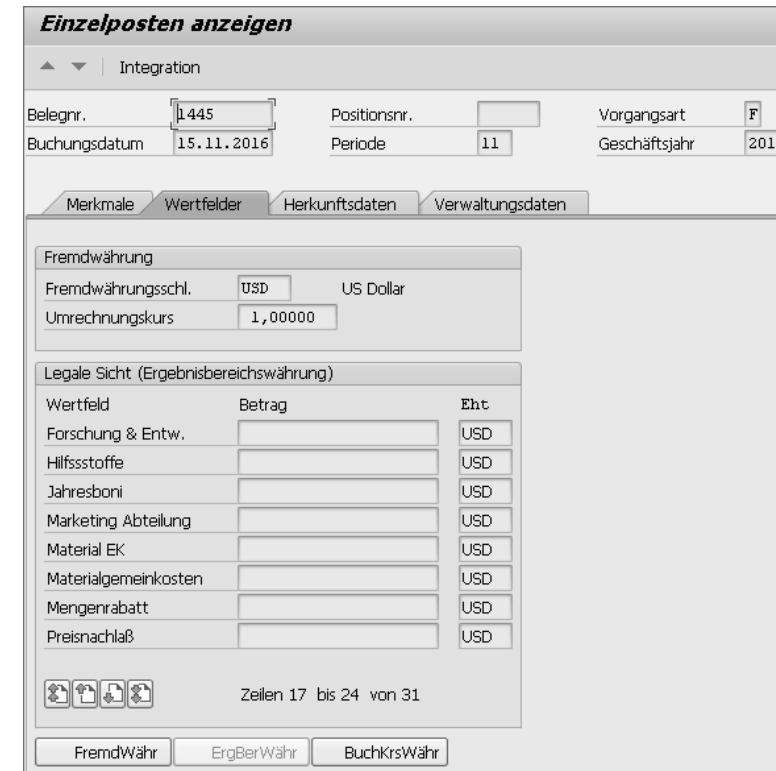 Einzelposten anzeigen
Integration
Belegnr. 1445 Positionsnr. Vorgangsart F
Buchungsdatum 15.11.2016 Periode 11 Geschäftsjahr 201
Merkmale Wertfelder Herkunftsdaten Verwaltungsdaten
Fremdwährung
Fremdwährungsschl. USD US Dollar
Umrechnungskurs 1,00000
Legale Sicht (Ergebnisbereichswährung)
Wertfeld Betrag Eht
Forschung & Entw. USD
Hilfssstoffe USD
Jahresboni USD
Marketing Abteilung USD
Material EK USD
Materialgemeinkosten USD
Mengenrabatt USD
Preisnachlaß USD
Zeilen 17 bis 24 von 31
FremdWähr ErgBerWähr BuchKrsWähr